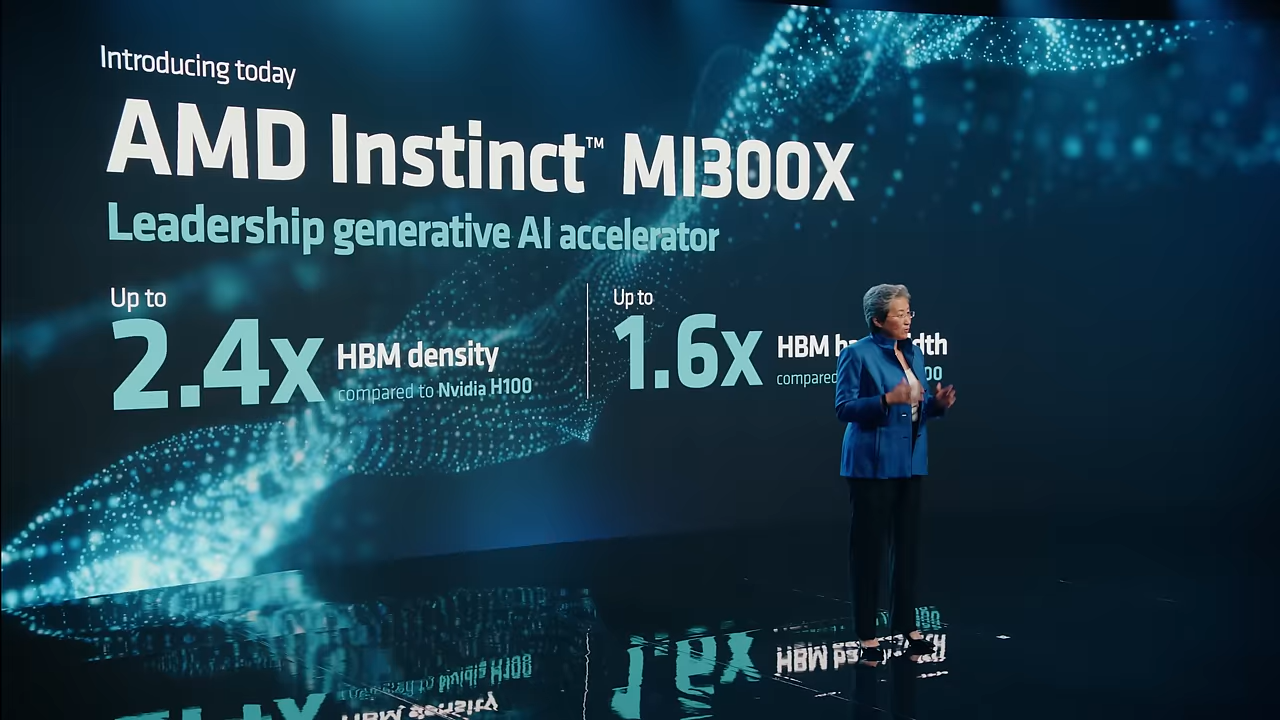 Introducing today
AMD Instinct™ MI300X
Leadership generative AI accelerator
Up to
2.4x
HBM density
compared to Nvidia H100
Up to
1.6x
HBM
compared